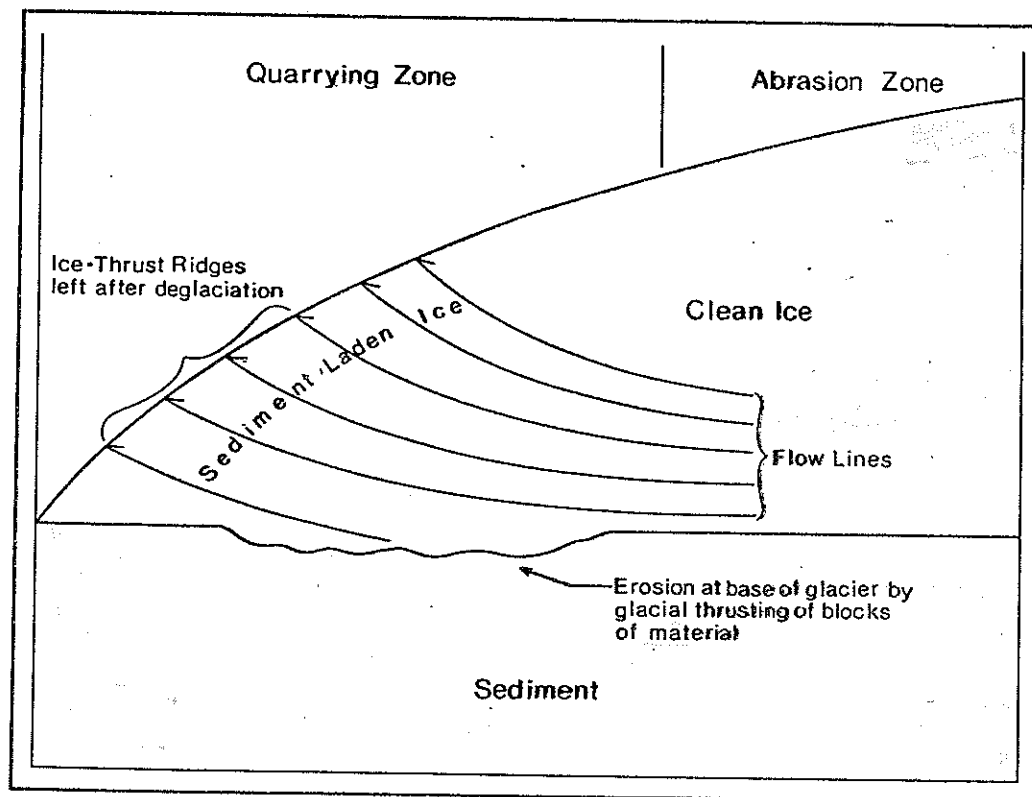 Quarrying Zone
Abrasion Zone
Ice-Thrust Ridges
left after deglaciation
Sediment Laden Ice
Clean Ice
Flow Lines
Erosion at base of glacier by
glacial thrusting of blocks
of material
Sediment